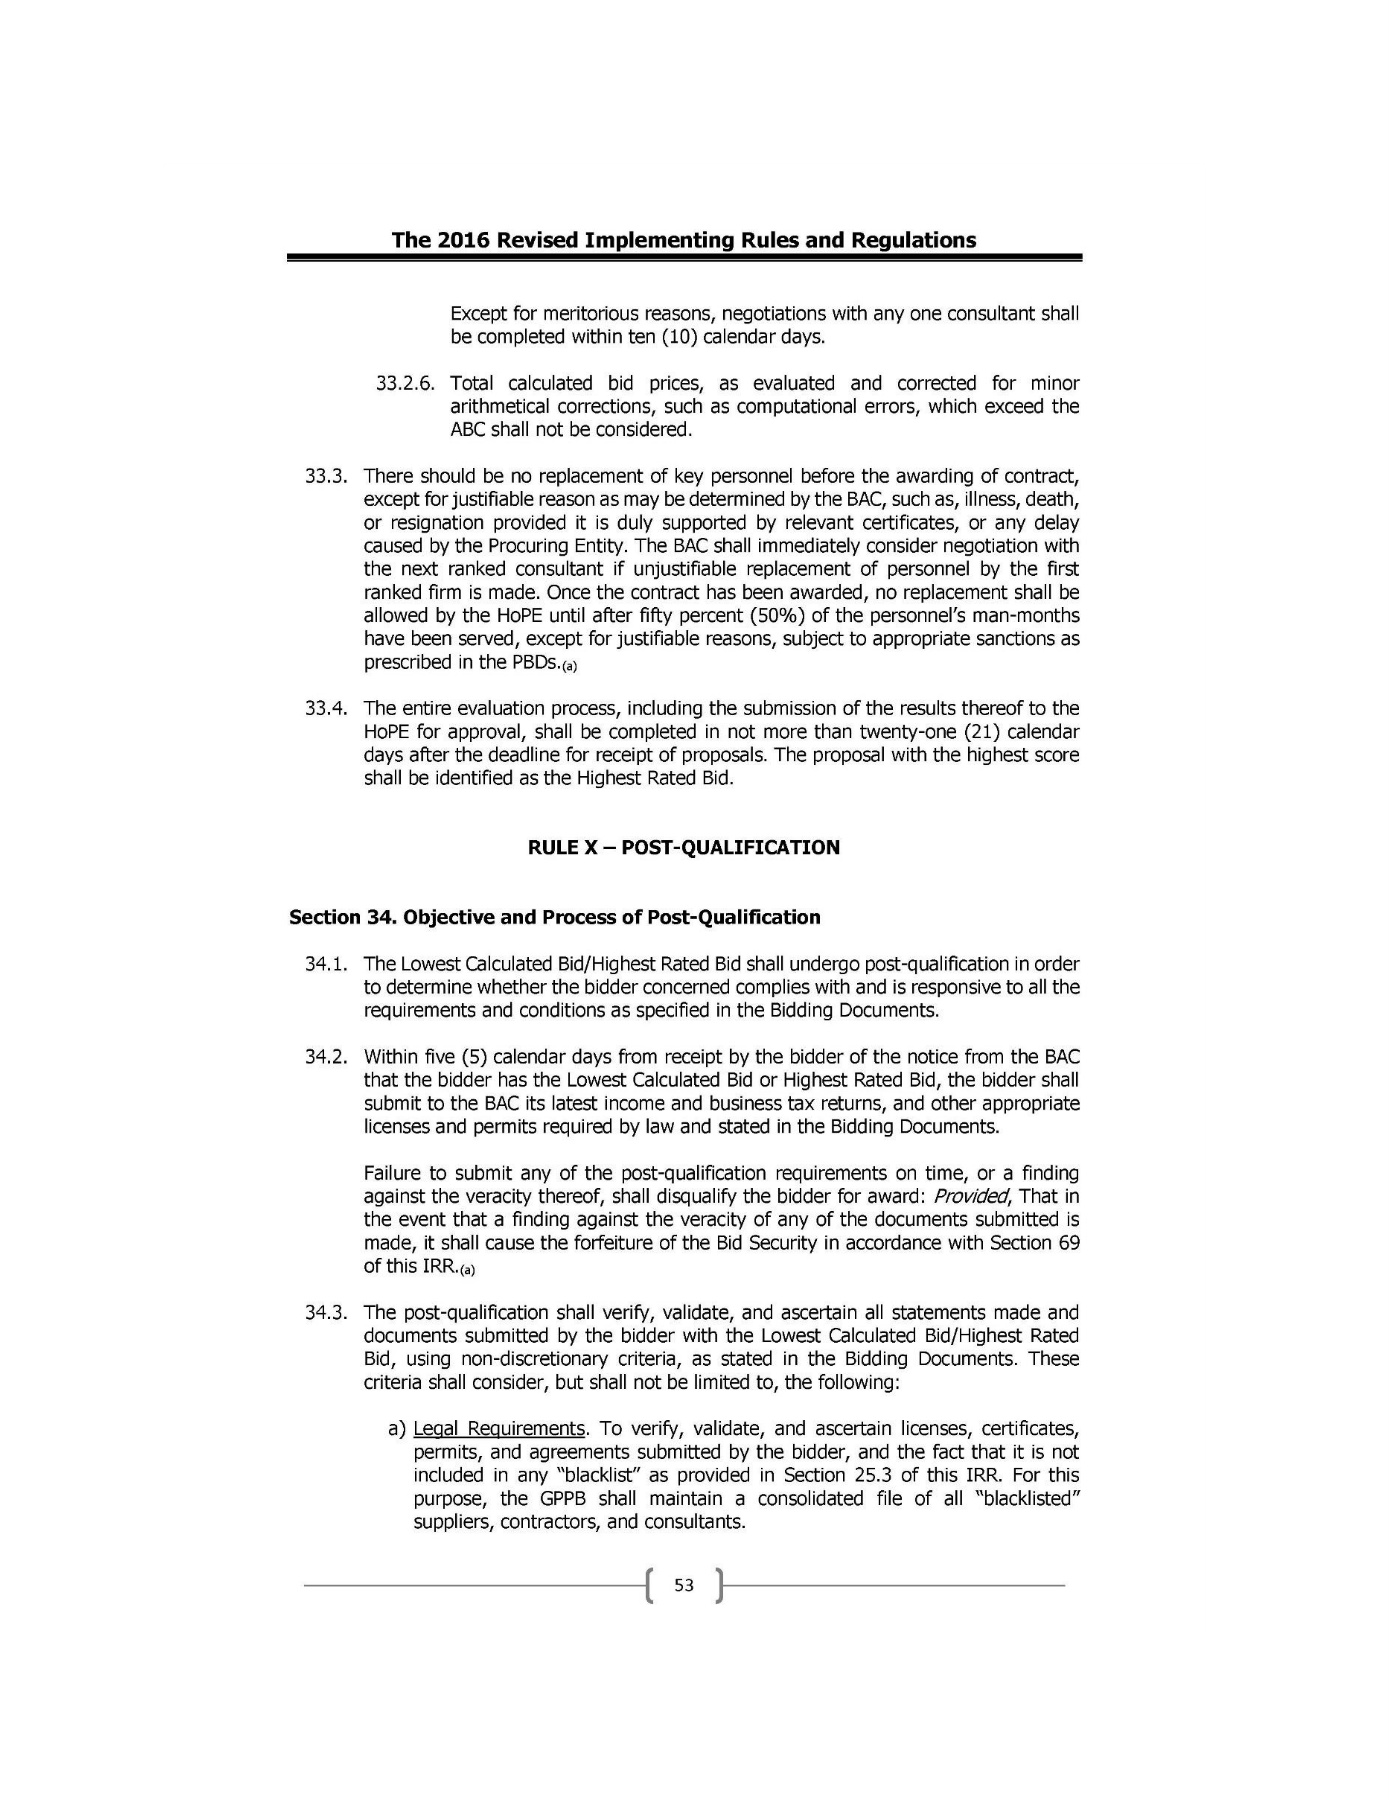 The 2016 Revised Implementing Rules and Regulations
Except for meritorious reasons, negotiations with any one consultant shall
be completed within ten (10) calendar days.
33.2.6. Total calculated bid prices, as evaluated and corrected for minor
arithmetical corrections, such as computational errors, which exceed the
ABC shall not be considered.
33.3. There should be no replacement of key personnel before the awarding of contract,
except for justifiable reason as may be determined by the BAC, such as, illness, death,
or resignation provided it is duly supported by relevant certificates, or any delay
caused by the Procuring Entity. The BAC shall immediately consider negotiation with
the next ranked consultant if unjustifiable replacement of personnel by the first
ranked firm is made. Once the contract has been awarded, no replacement shall be
allowed by the HoPE until after fifty percent (50%) of the personnel’s man-months
have been served, except for justifiable reasons, subject to appropriate sanctions as
prescribed in the PBDs.(a)
33.4. The entire evaluation process, including the submission of the results thereof to the
HoPE for approval, shall be completed in not more than twenty-one (21) calendar
days after the deadline for receipt of proposals. The proposal with the highest score
shall be identified as the Highest Rated Bid.
RULE X – POST-QUALIFICATION
Section 34. Objective and Process of Post-Qualification
34.1. The Lowest Calculated Bid/Highest Rated Bid shall undergo post-qualification in order
to determine whether the bidder concerned complies with and is responsive to all the
requirements and conditions as specified in the Bidding Documents.
34.2. Within five (5) calendar days from receipt by the bidder of the notice from the BAC
that the bidder has the Lowest Calculated Bid or Highest Rated Bid, the bidder shall
submit to the BAC its latest income and business tax returns, and other appropriate
licenses and permits required by law and stated in the Bidding Documents.
Failure to submit any of the post-qualification requirements on time, or a finding
against the veracity thereof, shall disqualify the bidder for award: Provided, That in
the event that a finding against the veracity of any of the documents submitted is
made, it shall cause the forfeiture of the Bid Security in accordance with Section 69
of this IRR.(a)
34.3. The post-qualification shall verify, validate, and ascertain all statements made and
documents submitted by the bidder with the Lowest Calculated Bid/Highest Rated
Bid, using non-discretionary criteria, as stated in the Bidding Documents. These
criteria shall consider, but shall not be limited to, the following:
a) Legal Requirements. To verify, validate, and ascertain licenses, certificates,
permits, and agreements submitted by the bidder, and the fact that it is not
included in any “blacklist” as provided in Section 25.3 of this IRR. For this
purpose, the GPPB shall maintain a consolidated file of all “blacklisted”
suppliers, contractors, and consultants.
53